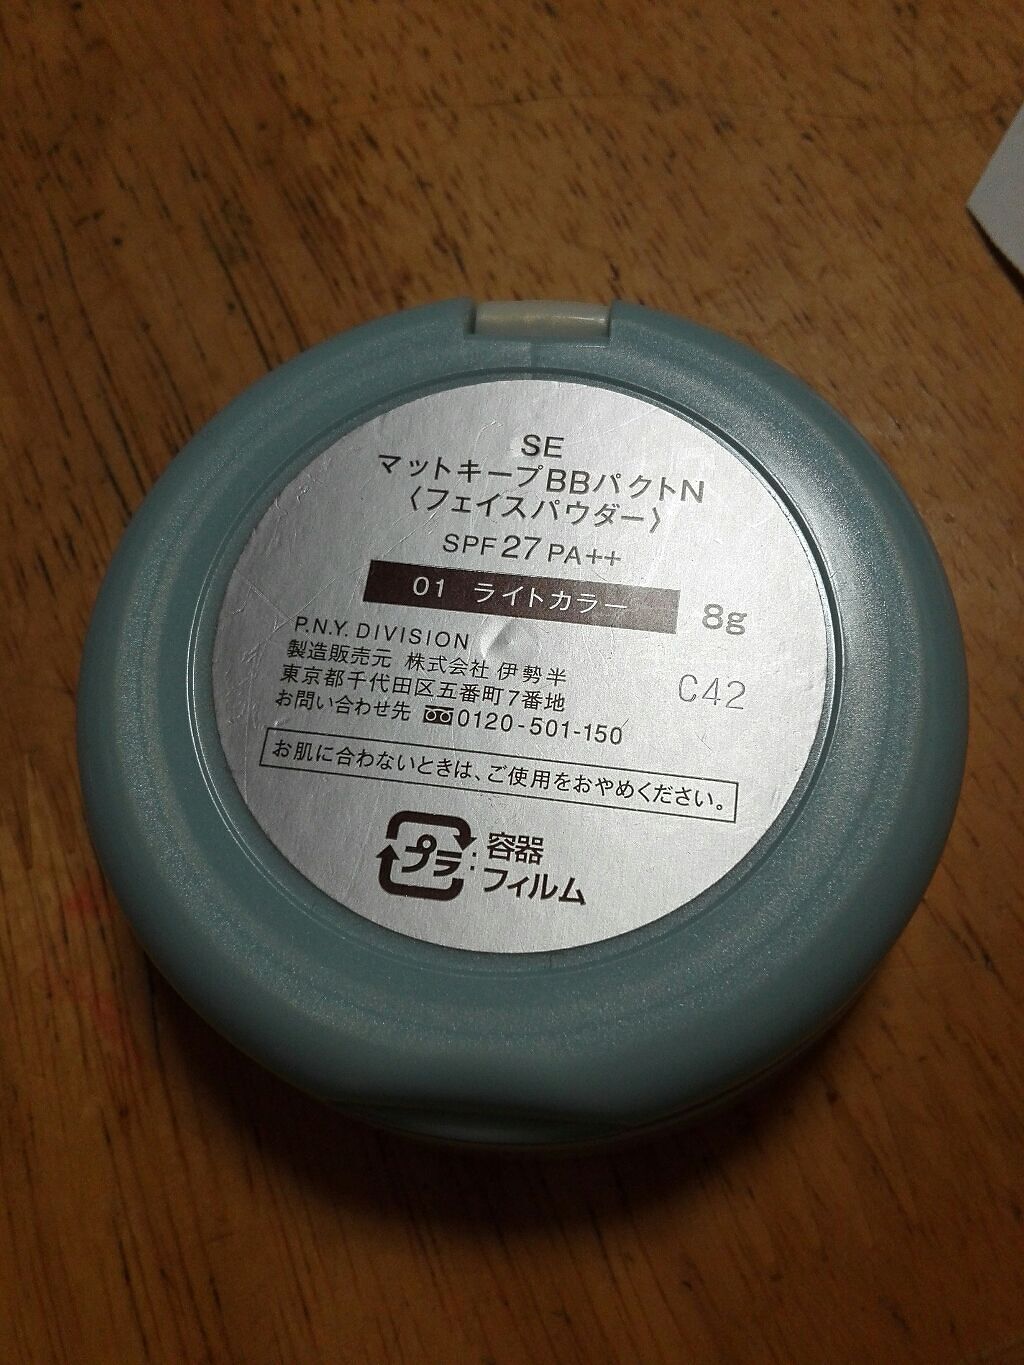 SE
マットキープBBパクトN
〈フェイスパウダー〉
SPF 27 PA++
01 ライトカラー 8g
P.N.Y. DIVISION
製造販売元 株式会社 伊勢半
東京都千代田区五番町7番地 C42
お問い合わせ先 0120-501-150
お肌に合わないときは、ご使用をおやめください。
プラ : 容器
: フィルム